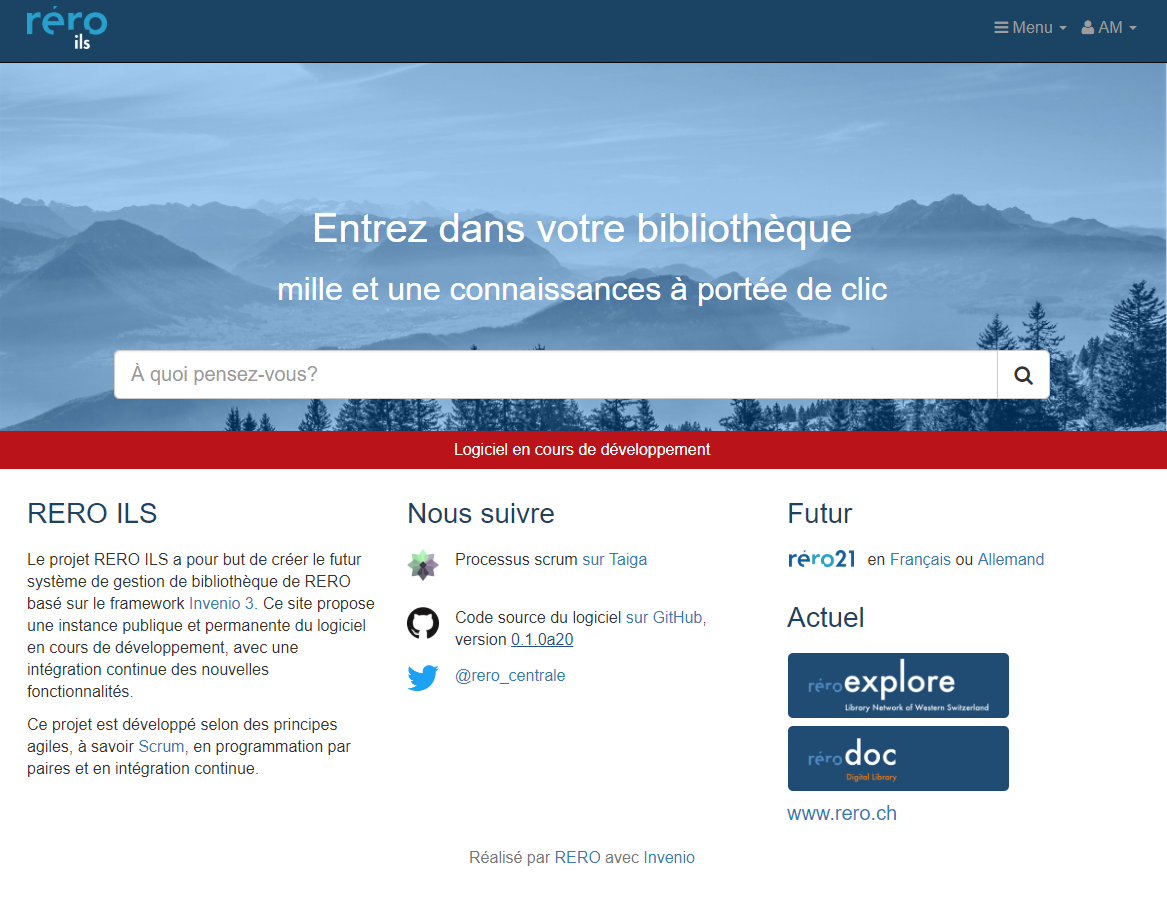 réro
ils
Menu
AM
Entrez dans votre bibliothèque
mille et une connaissances à portée de clic
À quoi pensez-vous?
Logiciel en cours de développement
RERO ILS
Le projet RERO ILS a pour but de créer le futur
système de gestion de bibliothèque de RERO
basé sur le framework Invenio 3. Ce site propose
une instance publique et permanente du logiciel
en cours de développement, avec une
intégration continue des nouvelles
fonctionnalités.
Ce projet est développé selon des principes
agiles, à savoir Scrum, en programmation par
paires et en intégration continue.
Nous suivre
Processus scrum sur Taiga
Code source du logiciel sur GitHub,
version 0.1.0a20
@rero_centrale
Futur
réro21 en Français ou Allemand
Actuel
réro explore
Library Network of Western Switzerland
réro doc
Digital Library
www.rero.ch
Réalisé par RERO avec Invenio